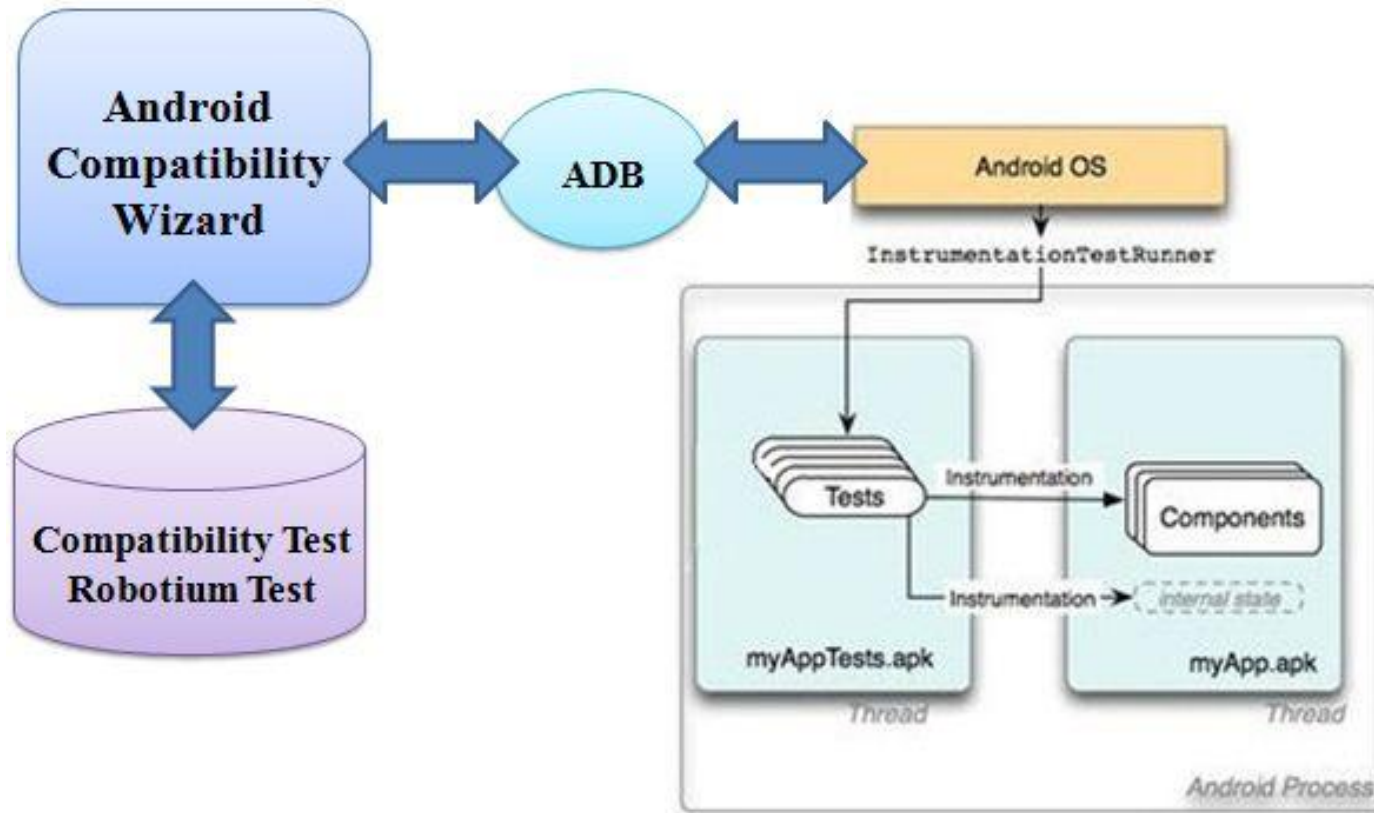 Android
Compatibility
Wizard
ADB
Android OS
InstrumentationTestRunner
Compatibility Test
Robotium Test
Tests
Instrumentation
Components
Instrumentation
internal state
myAppTests.apk
myApp.apk
Thread
Thread
Android Process